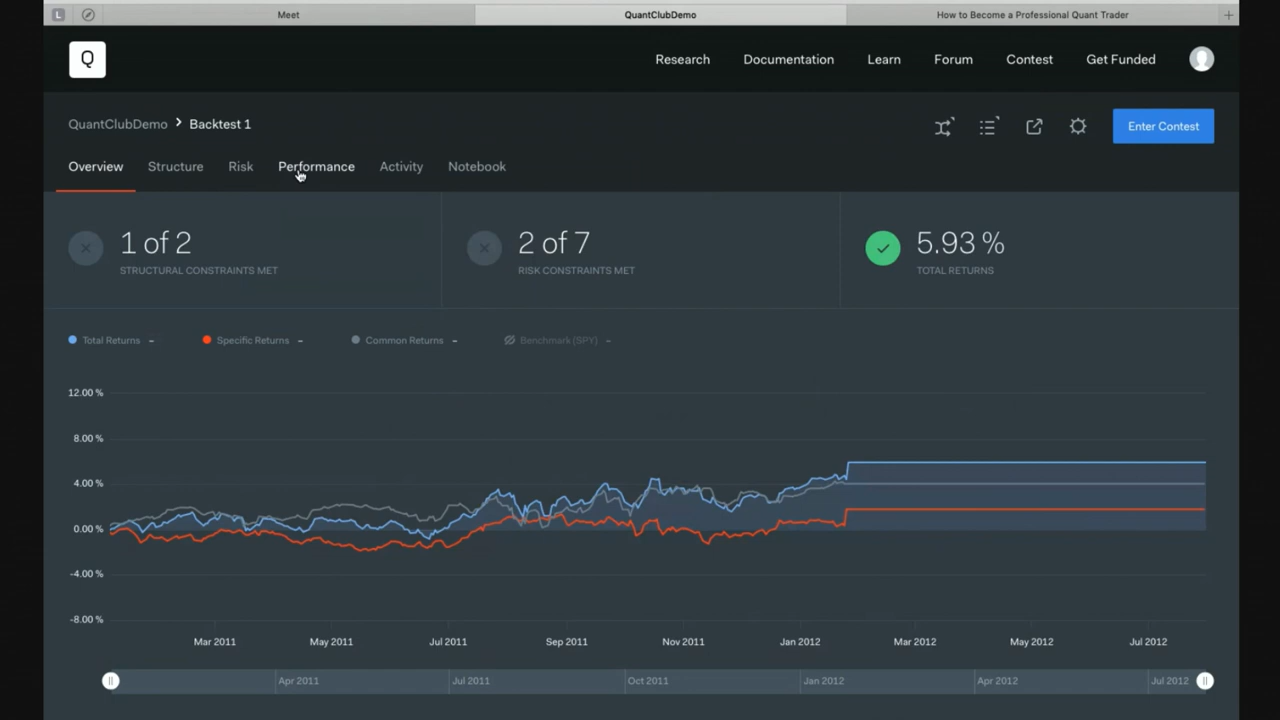 L Meet QuantClubDemo How to Become a Professional Quant Trader +
Q Research Documentation Learn Forum Contest Get Funded
QuantClubDemo > Backtest 1 Enter Contest
Overview Structure Risk Performance Activity Notebook
1 of 2 2 of 7 5.93 %
STRUCTURAL CONSTRAINTS MET RISK CONSTRAINTS MET TOTAL RETURNS
Total Returns - Specific Returns - Common Returns - Benchmark (SPY) -
12.00 %
8.00 %
4.00 %
0.00 %
-4.00 %
-8.00 %
Mar 2011 May 2011 Jul 2011 Sep 2011 Nov 2011 Jan 2012 Mar 2012 May 2012 Jul 2012
Apr 2011 Jul 2011 Oct 2011 Jan 2012 Apr 2012 Jul 2012